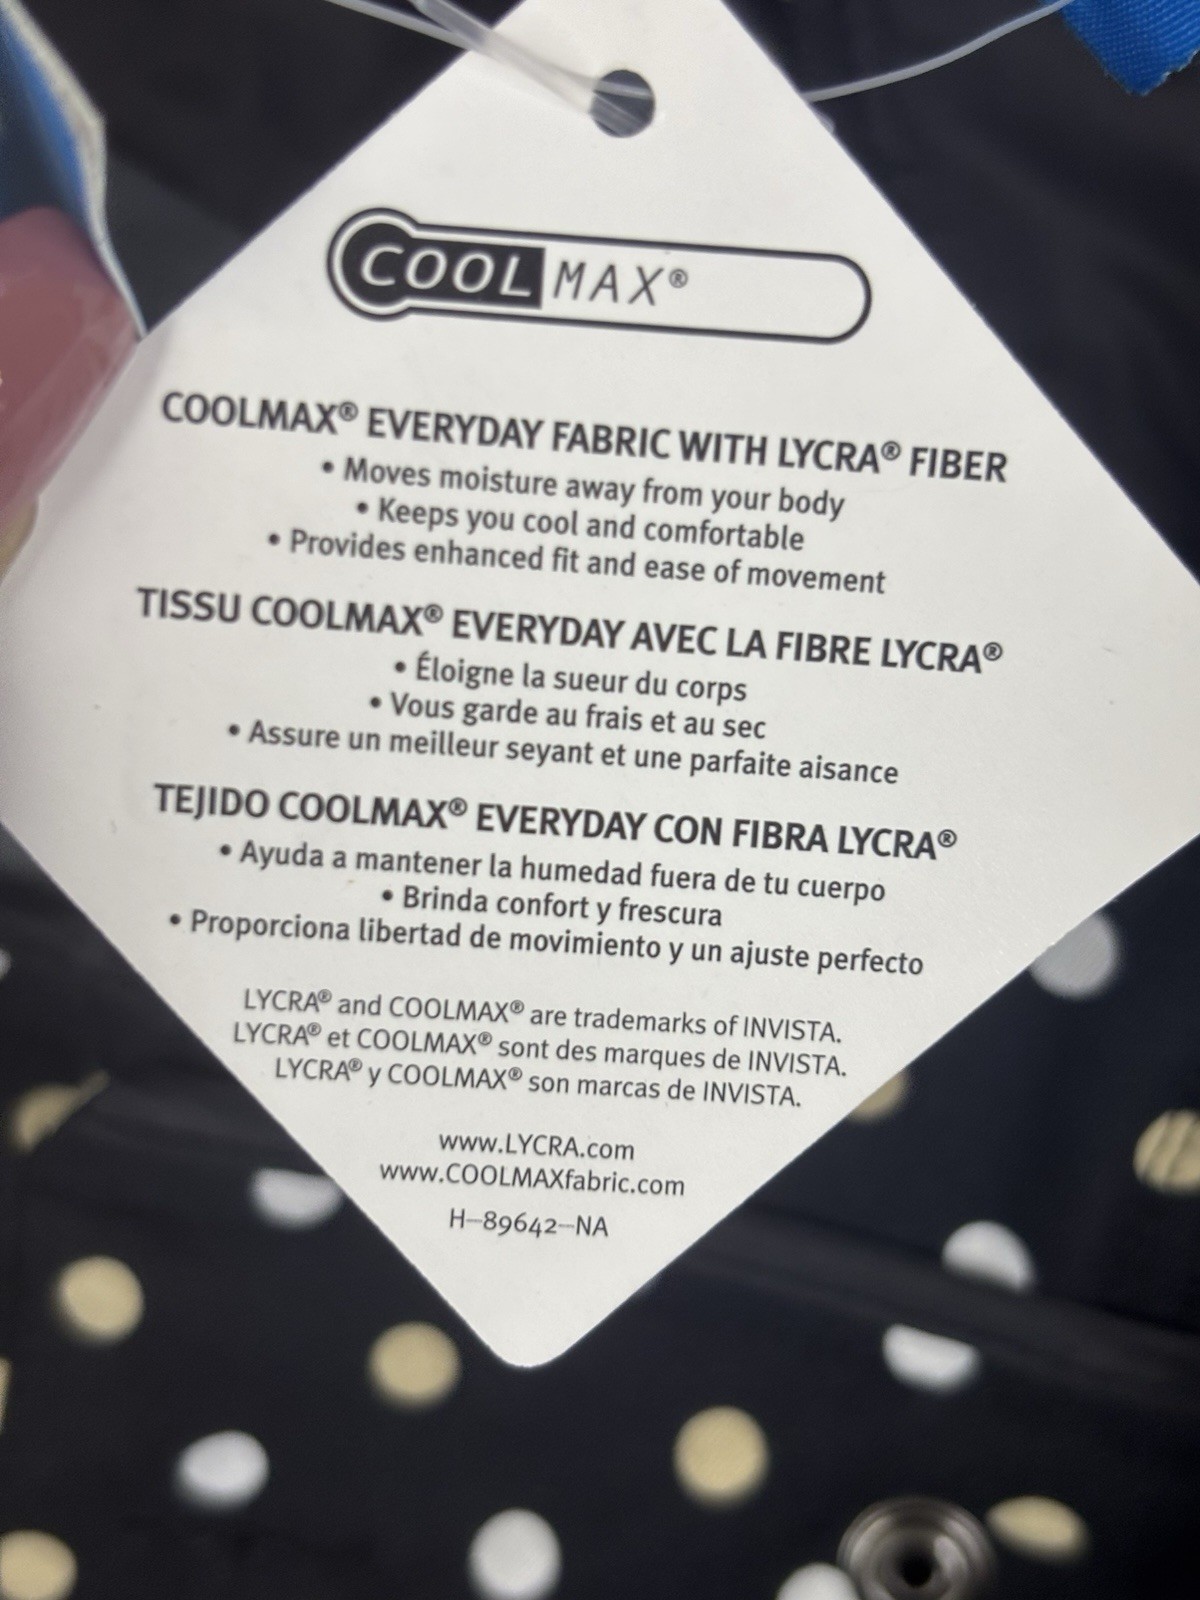 COOLMAX®
COOLMAX® EVERYDAY FABRIC WITH LYCRA® FIBER
• Moves moisture away from your body
• Keeps you cool and comfortable
• Provides enhanced fit and ease of movement
TISSU COOLMAX® EVERYDAY AVEC LA FIBRE LYCRA®
• Éloigne la sueur du corps
• Vous garde au frais et au sec
• Assure un meilleur seyant et une parfaite aisance
TEJIDO COOLMAX® EVERYDAY CON FIBRA LYCRA®
• Ayuda a mantener la humedad fuera de tu cuerpo
• Brinda confort y frescura
• Proporciona libertad de movimiento y un ajuste perfecto
LYCRA® and COOLMAX® are trademarks of INVISTA.
LYCRA® et COOLMAX® sont des marques de INVISTA.
LYCRA® y COOLMAX® son marcas de INVISTA.
www.LYCRA.com
www.COOLMAXfabric.com
H–89642–NA